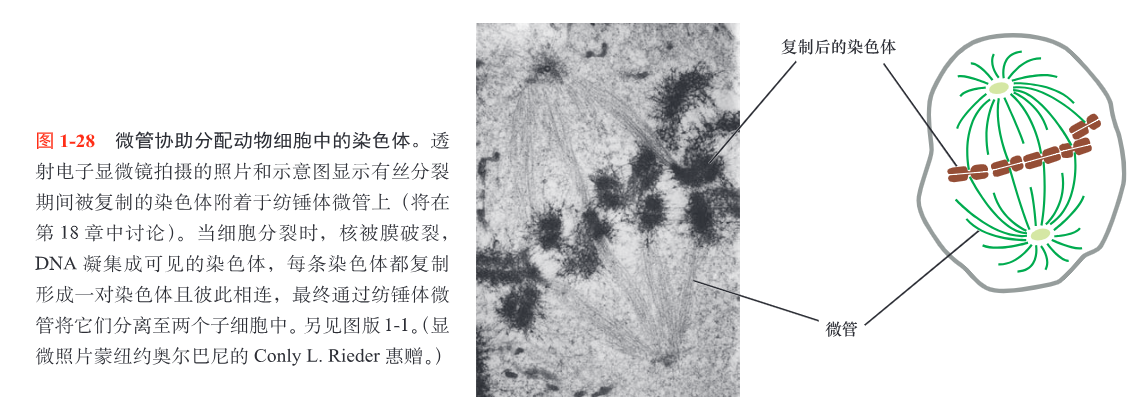 图 1-28 微管协助分配动物细胞中的染色体。透
射电子显微镜拍摄的照片和示意图显示有丝分裂
期间被复制的染色体附着于纺锤体微管上（将在
第 18 章中讨论）。当细胞分裂时，核被膜破裂，
DNA 凝集成可见的染色体，每条染色体都复制
形成一对染色体且彼此相连，最终通过纺锤体微
管将它们分离至两个子细胞中。另见图版 1-1。（显
微照片蒙纽约奥尔巴尼的 Conly L. Rieder 惠赠。）
复制后的染色体
微管